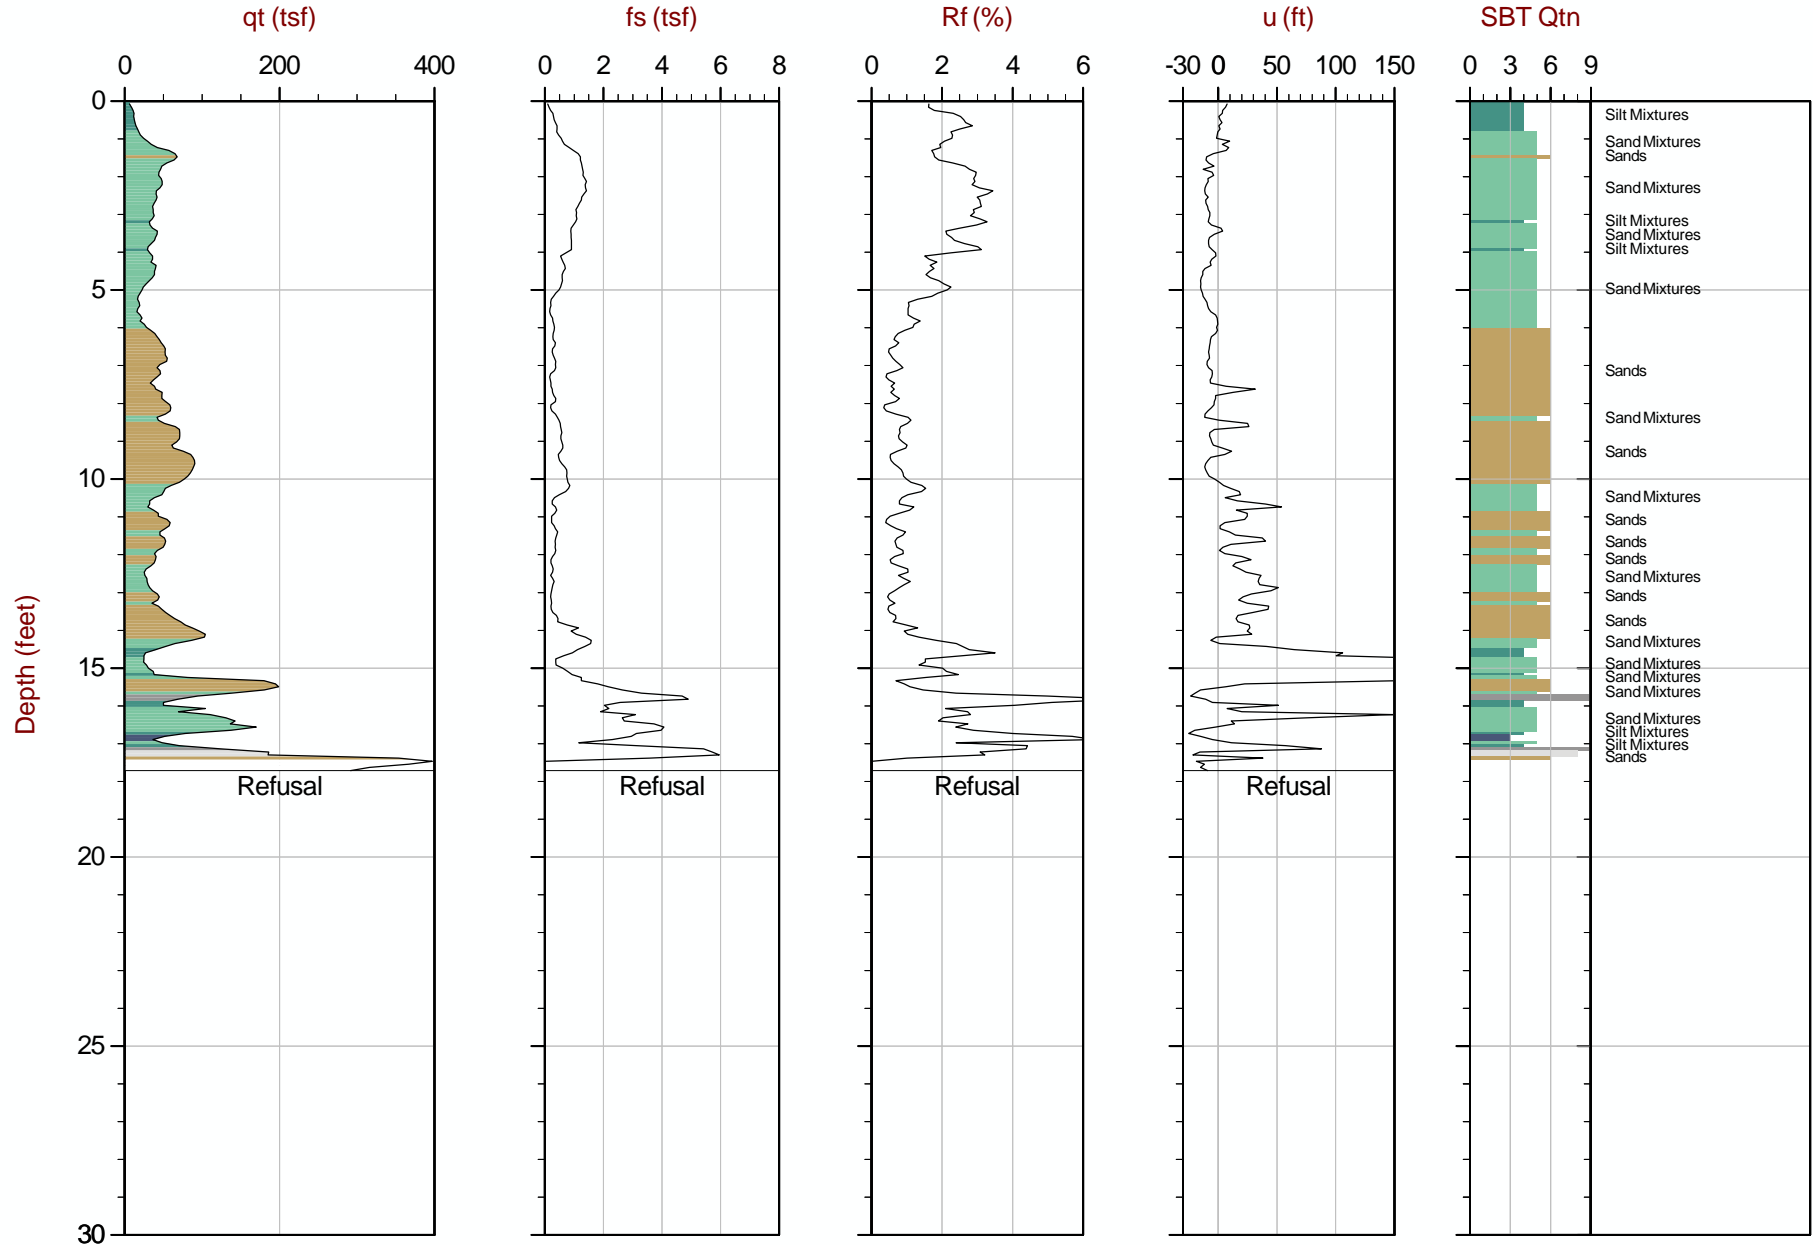 qt (tsf) fs (tsf) Rf (%) u (ft) SBT Qtn
0 200 400 0 2 4 6 8 0 2 4 6 -30 0 50 100 150 0 3 6 9
0
Silt Mixtures
Sand Mixtures
Sands
Sand Mixtures
Silt Mixtures
Sand Mixtures
Silt Mixtures
5 Sand Mixtures
Sands
Sand Mixtures
Sands
10
Sand Mixtures
Sands
Sands
Sands
Sand Mixtures
Sands
Sands
Sand Mixtures
15 Sand Mixtures
Sand Mixtures
Sand Mixtures
Sand Mixtures
Silt Mixtures
Silt Mixtures
Sands
Refusal Refusal Refusal Refusal
Depth (feet)
20
25
30